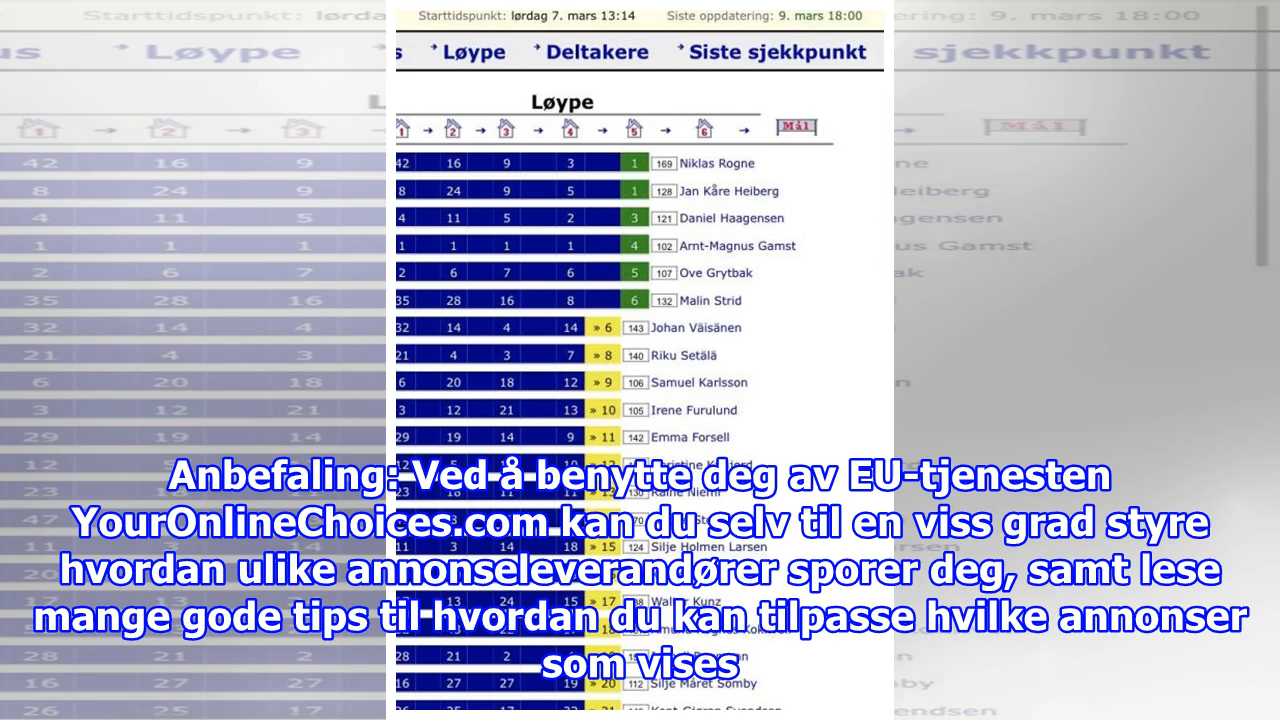 Starttidspunkt: lørdag 7. mars 13:14 Siste oppdatering: 9. mars 18:00
Løype Deltakere Siste sjekkpunkt
Løype
1 2 3 4 5 6 Mål
42 16 9 3 1 169 Niklas Rogne
8 24 9 5 1 128 Jan Kåre Heiberg
4 11 5 2 3 121 Daniel Haagensen
1 1 1 1 4 102 Arnt-Magnus Gamst
2 6 7 6 5 107 Ove Grytbak
35 28 16 8 6 132 Malin Strid
32 14 4 14 » 6 143 Johan Väisänen
21 4 3 7 » 8 140 Riku Setälä
6 20 18 12 » 9 106 Samuel Karlsson
3 12 21 13 » 10 105 Irene Furulund
29 19 14 9 » 11 142 Emma Forsell
Anbefaling: Ved å benytte deg av EU-tjenesten
YourOnlineChoices.com kan du selv til en viss grad styre
11 3 14 18 » 15 124 Silje Holmen Larsen
hvordan ulike annonseleverandører sporer deg, samt lese
13 24 15 » 17 Kunz
mange gode tips til hvordan du kan tilpasse hvilke annonser
28 21 2
som vises
16 27 27 19 » 20 112 Silje Måret Somby